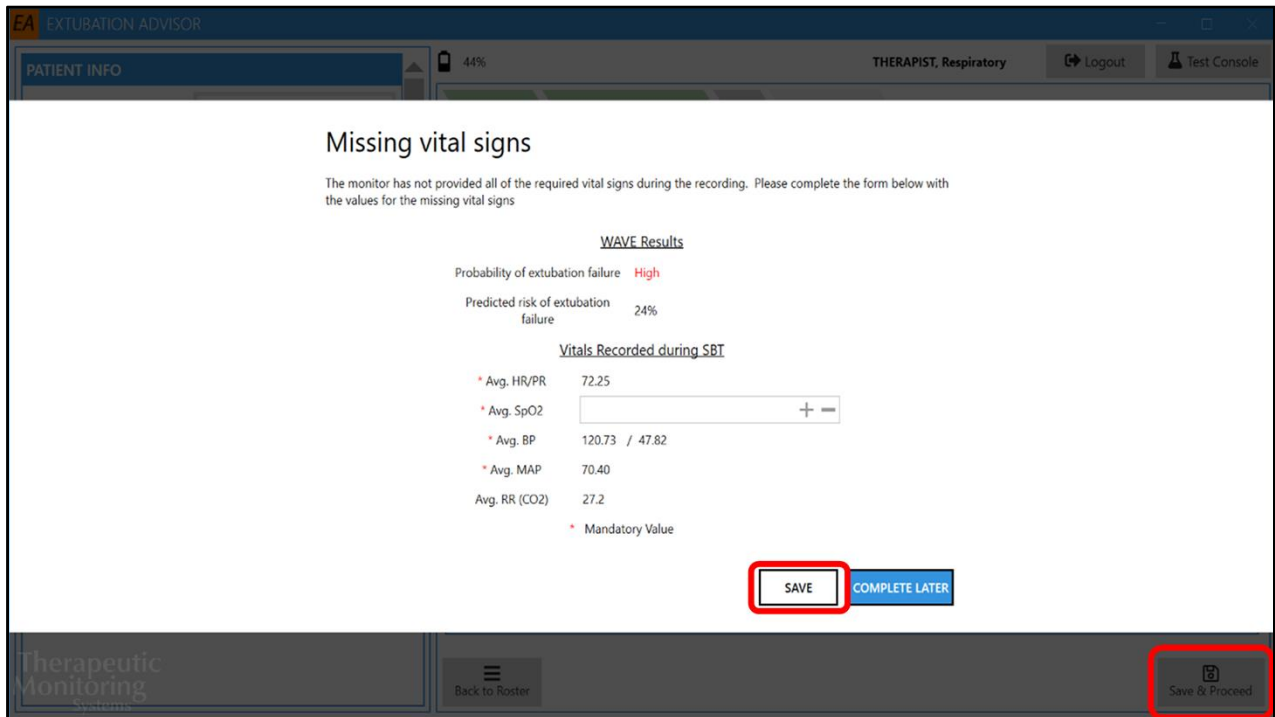 EA EXTUBATION ADVISOR
PATIENT INFO
44%
THERAPIST, Respiratory
Logout
Test Console
Missing vital signs
The monitor has not provided all of the required vital signs during the recording. Please complete the form below with
the values for the missing vital signs
WAVE Results
Probability of extubation failure High
Predicted risk of extubation
failure
24%
Vitals Recorded during SBT
* Avg. HR/PR 72.25
* Avg. SpO2
* Avg. BP 120.73 / 47.82
* Avg. MAP 70.40
Avg. RR (CO2) 27.2
* Mandatory Value
SAVE
COMPLETE LATER
Therapeutic
Monitoring
Systems
Back to Roster
Save & Proceed